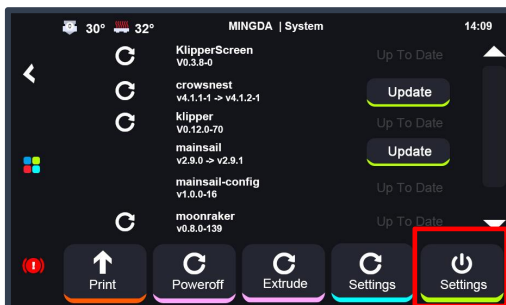 30° 32° MINGDA | System 14:09
KlipperScreen
V0.3.8-0
Up To Date
crowsnest
v4.1.1-1 -> v4.1.2-1
Update
klipper
V0.12.0-70
Up To Date
mainsail
v2.9.0 -> v2.9.1
Update
mainsail-config
v1.0.0-16
Up To Date
moonraker
v0.8.0-139
Up To Date
Print Poweroff Extrude Settings Settings